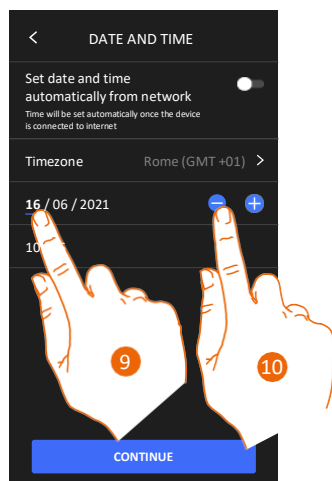 DATE AND TIME
Set date and time
automatically from network
Time will be set automatically once the device
is connected to internet
Timezone Rome (GMT +01)
16 / 06 / 2021
10
9
10
CONTINUE